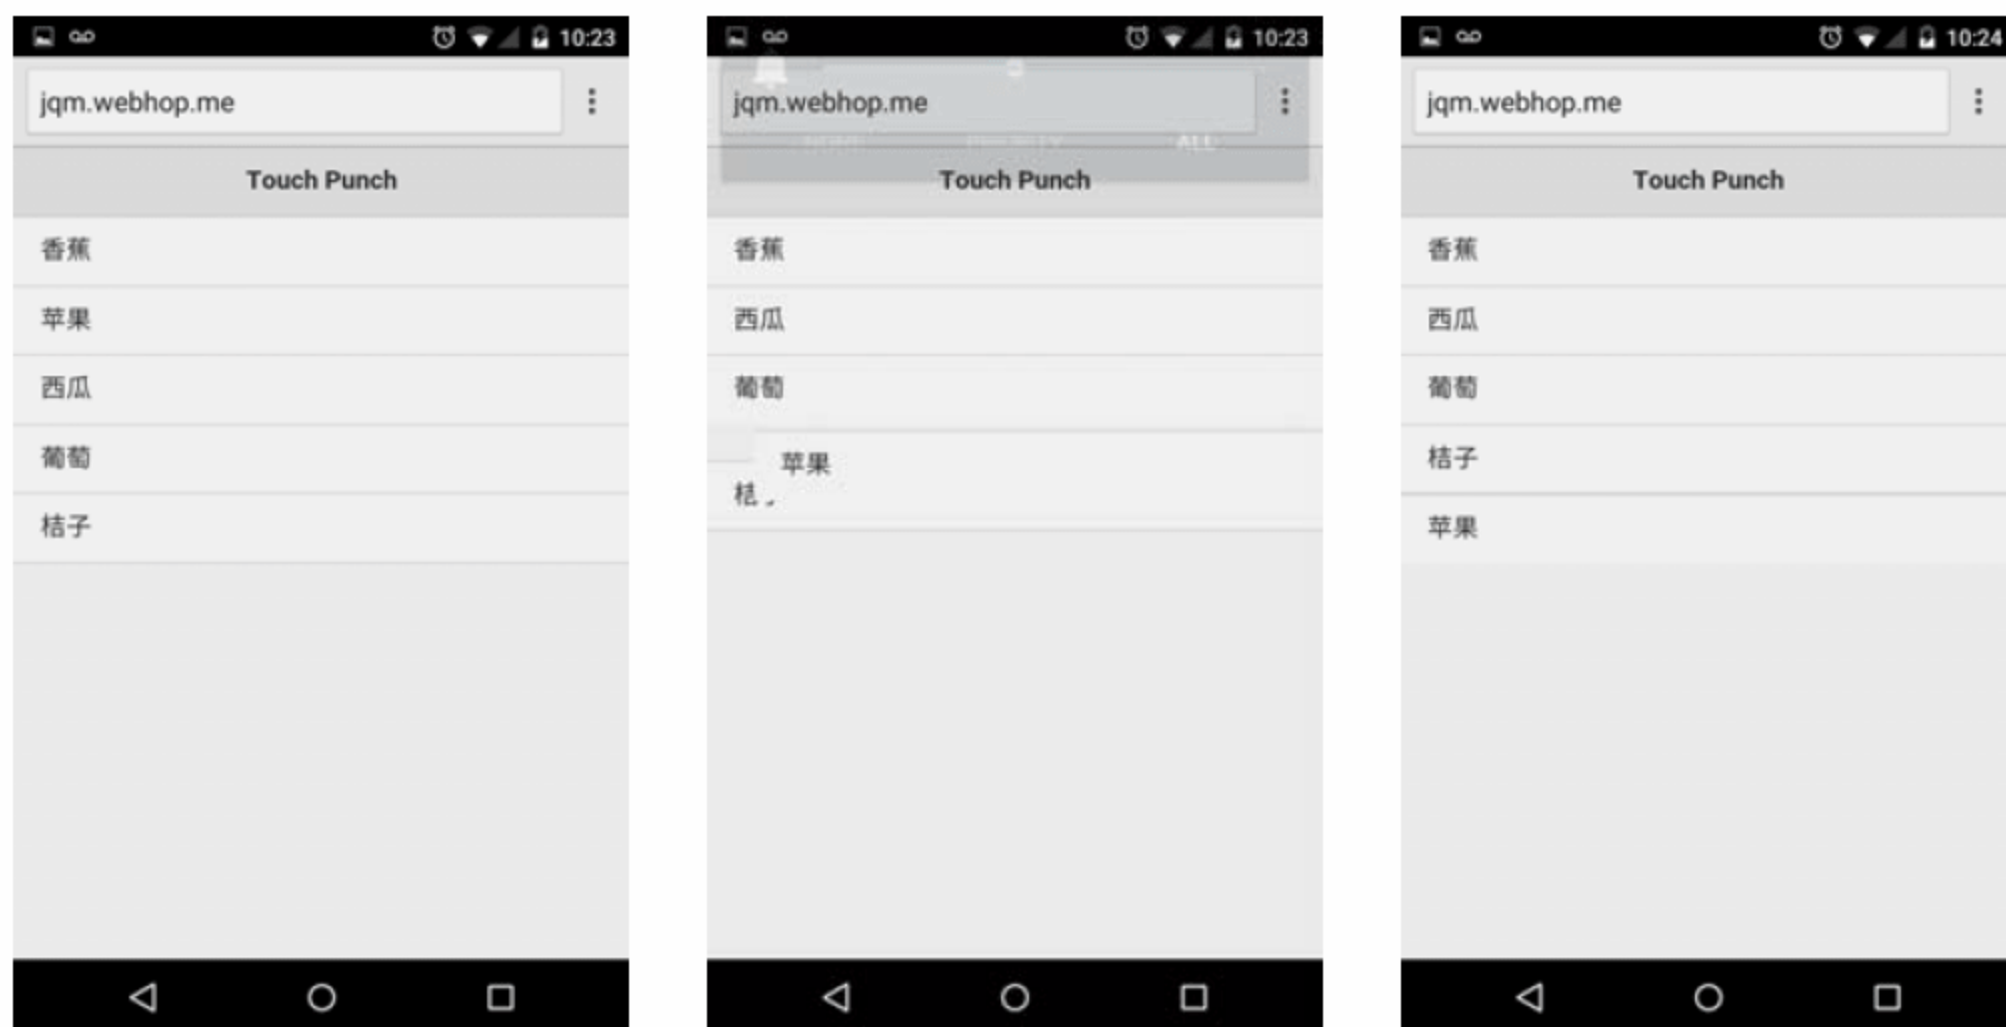 10:23
jqm.webhop.me
Touch Punch
香蕉
苹果
西瓜
葡萄
桔子
10:23
jqm.webhop.me
ALL
Touch Punch
香蕉
西瓜
葡萄
苹果
桔
10:24
jqm.webhop.me
Touch Punch
香蕉
西瓜
葡萄
桔子
苹果